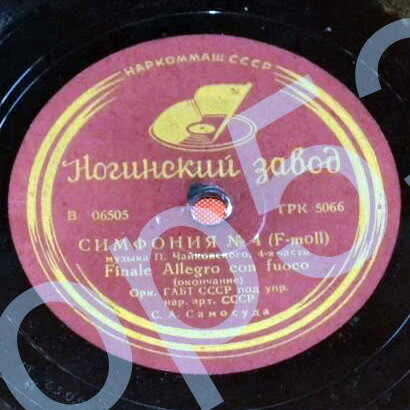 НАРКОММАШ СССР
Ногинский завод
В 06505 ГРК 5066
СИМФОНИЯ № 4 (F-moll)
музыка П. Чайковского, 4-я часть
Finale Allegro con fuoco
(окончание)
Орк. ГАБТ СССР под упр.
нар. арт. СССР
С. А. Самосуда